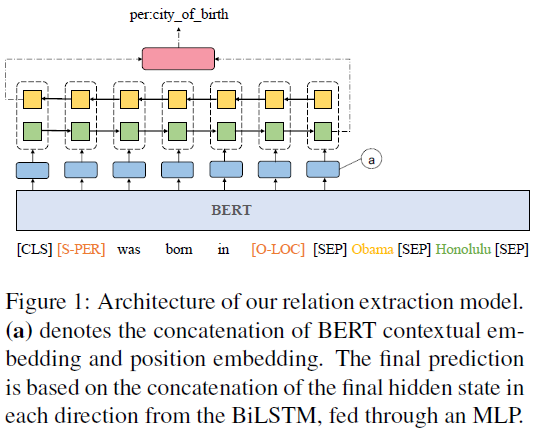 per:city_of_birth
a
BERT
[CLS] [S-PER] was born in [O-LOC] [SEP] Obama [SEP] Honolulu [SEP]
Figure 1: Architecture of our relation extraction model.
(a) denotes the concatenation of BERT contextual em-
bedding and position embedding. The final prediction
is based on the concatenation of the final hidden state in
each direction from the BiLSTM, fed through an MLP.